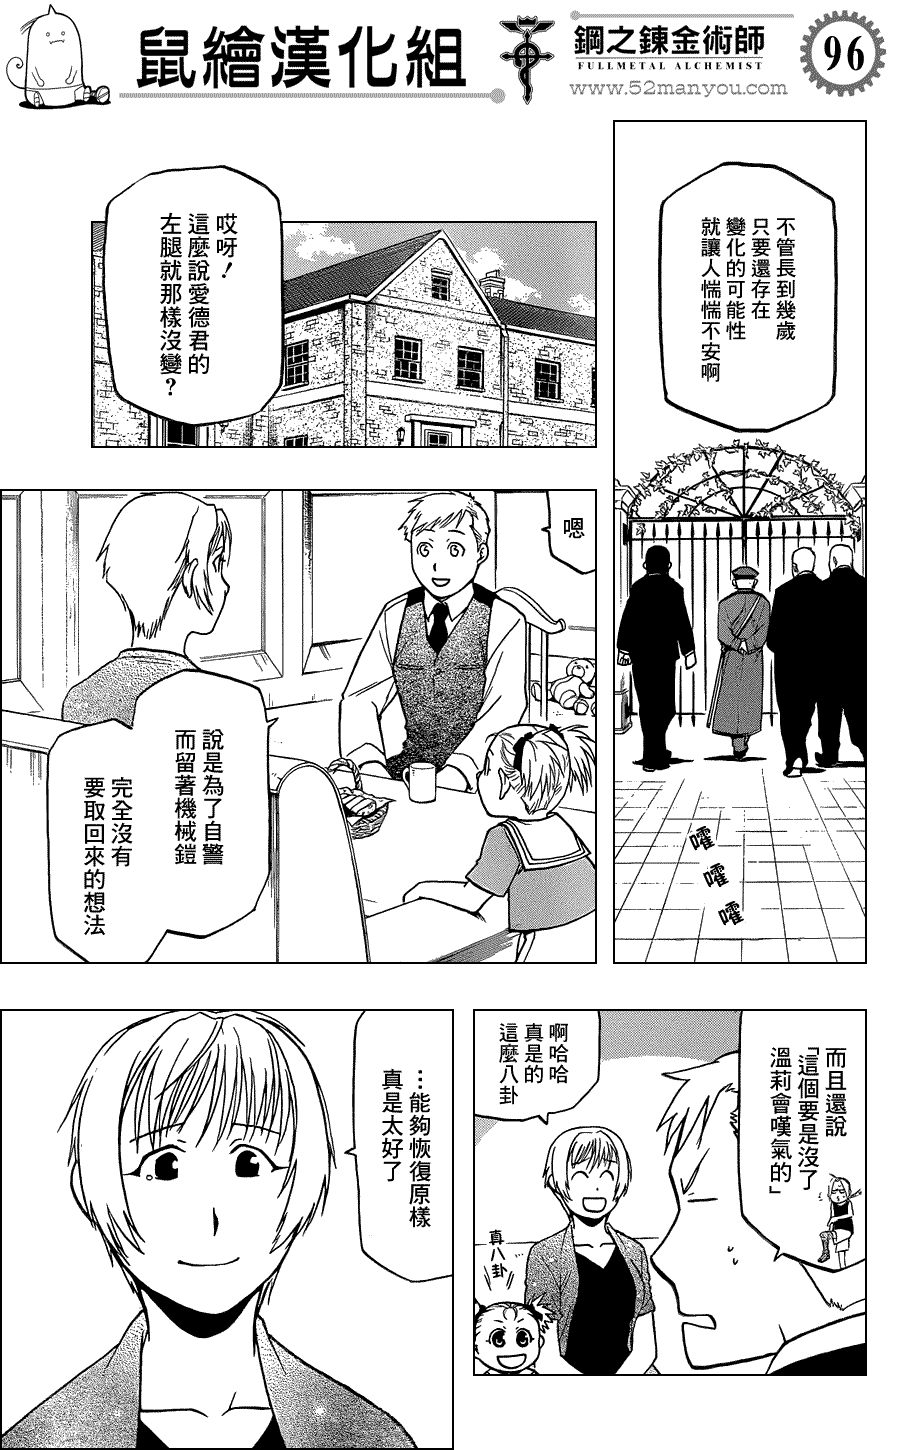 鼠繪漢化組
鋼之鍊金術師
FULLMETAL ALCHEMIST
www.52manyou.com
96
不管長到幾歲
只要還存在
變化的可能性
就讓人惴惴不安啊
嚯
嚯
嚯
哎呀！
這麼說愛德君的
左腿就那樣沒變？
嗯
說是為了自警
而留著機械鎧
完全沒有
要取回來的想法
而且還說
「這個要是沒了
溫莉會嘆氣的」
啊哈哈
真是的
這麼八卦
真八卦
…能夠恢復原樣
真是太好了